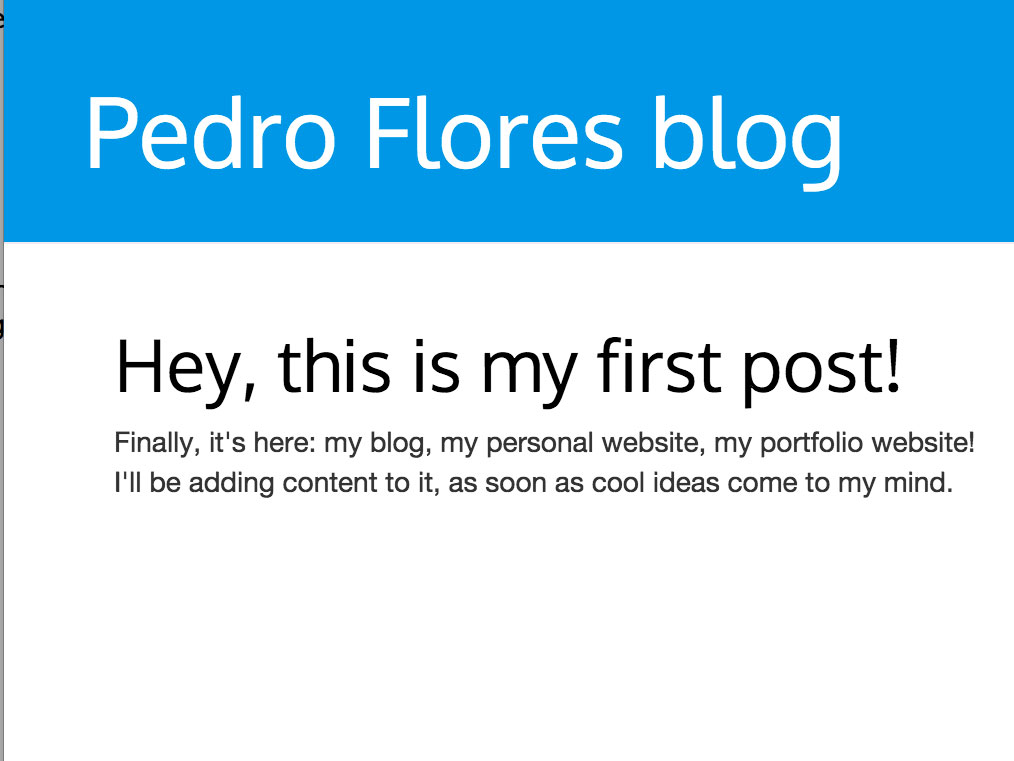 Pedro Flores blog
Hey, this is my first post!
Finally, it's here: my blog, my personal website, my portfolio website!
I'll be adding content to it, as soon as cool ideas come to my mind.